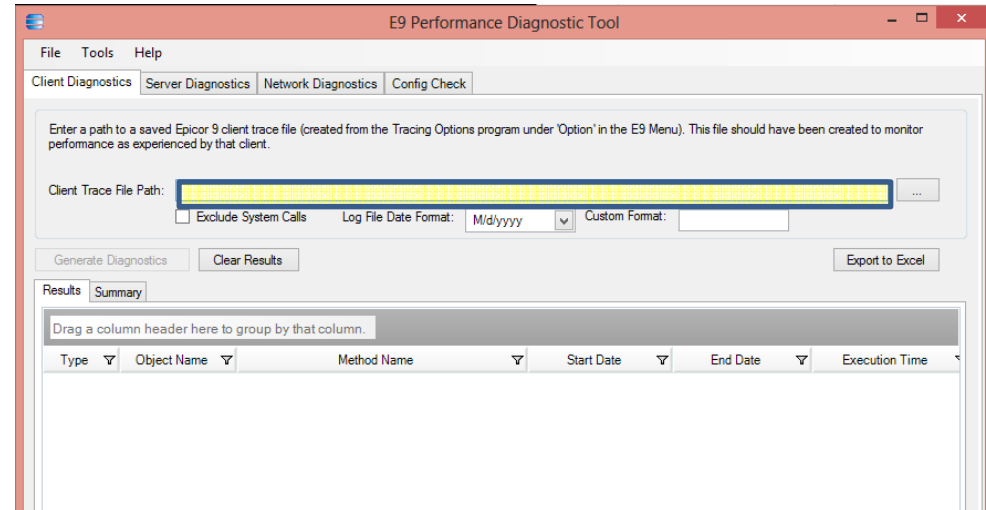 E9 Performance Diagnostic Tool
File Tools Help
Client Diagnostics Server Diagnostics Network Diagnostics Config Check
Enter a path to a saved Epicor 9 client trace file (created from the Tracing Options program under 'Option' in the E9 Menu). This file should have been created to monitor
performance as experienced by that client.
Client Trace File Path: ...
Exclude System Calls Log File Date Format: M/d/yyyy Custom Format:
Generate Diagnostics Clear Results Export to Excel
Results Summary
Drag a column header here to group by that column.
Type Object Name Method Name Start Date End Date Execution Time